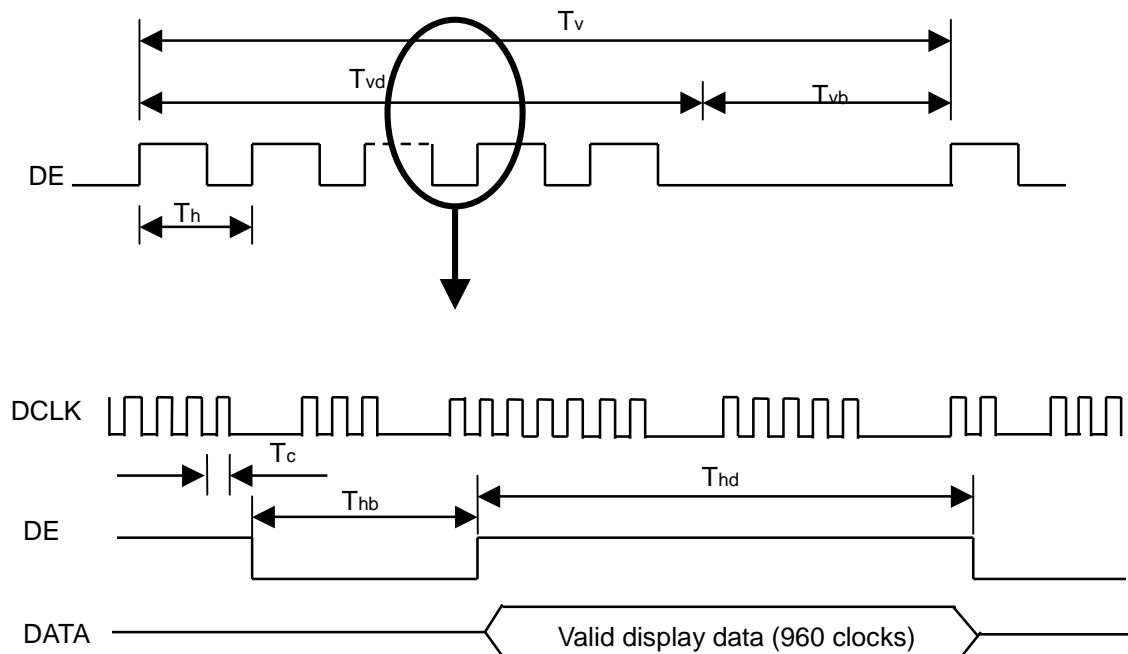 Tv
Tvd
Tvb
DE
Th
DCLK
Tc
Thd
Thb
DE
DATA
Valid display data (960 clocks)